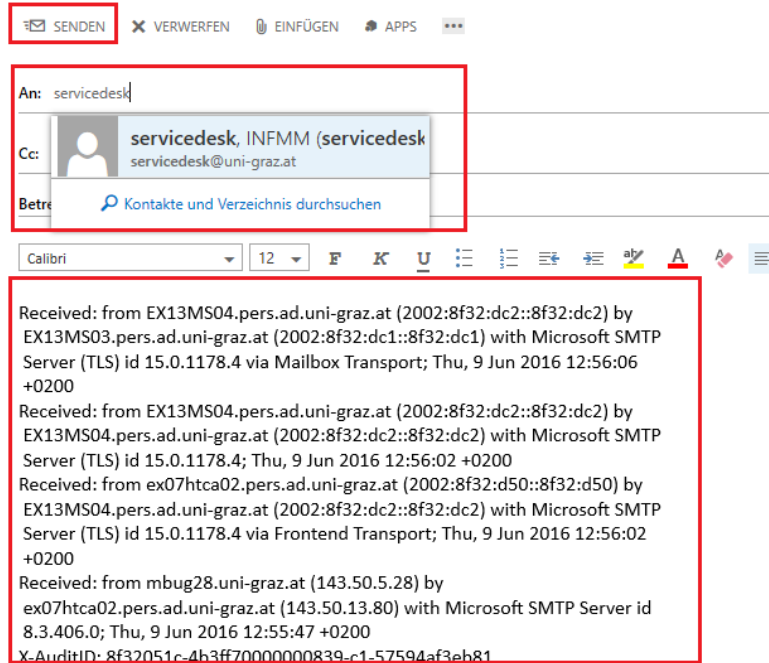 SENDEN VERWERFEN EINFÜGEN APPS •••
An: servicedesk
servicedesk, INFMM (servicedesk
servicedesk@uni-graz.at
Cc:
Kontakte und Verzeichnis durchsuchen
Betre
Calibri 12 F K U ab A
Received: from EX13MS04.pers.ad.uni-graz.at (2002:8f32:dc2::8f32:dc2) by
EX13MS03.pers.ad.uni-graz.at (2002:8f32:dc1::8f32:dc1) with Microsoft SMTP
Server (TLS) id 15.0.1178.4 via Mailbox Transport; Thu, 9 Jun 2016 12:56:06
+0200
Received: from EX13MS04.pers.ad.uni-graz.at (2002:8f32:dc2::8f32:dc2) by
EX13MS04.pers.ad.uni-graz.at (2002:8f32:dc2::8f32:dc2) with Microsoft SMTP
Server (TLS) id 15.0.1178.4; Thu, 9 Jun 2016 12:56:02 +0200
Received: from ex07htca02.pers.ad.uni-graz.at (2002:8f32:d50::8f32:d50) by
EX13MS04.pers.ad.uni-graz.at (2002:8f32:dc2::8f32:dc2) with Microsoft SMTP
Server (TLS) id 15.0.1178.4 via Frontend Transport; Thu, 9 Jun 2016 12:56:02
+0200
Received: from mbug28.uni-graz.at (143.50.5.28) by
ex07htca02.pers.ad.uni-graz.at (143.50.13.80) with Microsoft SMTP Server id
8.3.406.0; Thu, 9 Jun 2016 12:55:47 +0200
X-AuditID: 8f32051c-4b3ff70000000839-c1-57594af3eb81